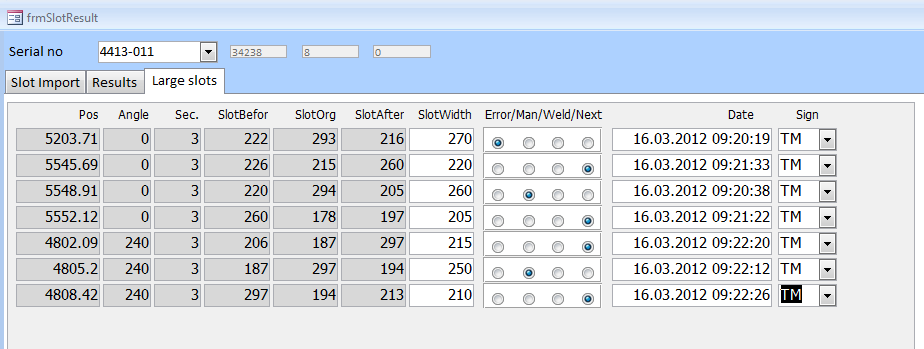 frmSlotResult
Serial no 4413-011 34238 8 0
Slot Import Results Large slots
Pos Angle Sec. SlotBefor SlotOrg SlotAfter SlotWidth Error/Man/Weld/Next Date Sign
5203.71 0 3 222 293 216 270 16.03.2012 09:20:19 TM
5545.69 0 3 226 215 260 220 16.03.2012 09:21:33 TM
5548.91 0 3 220 294 205 260 16.03.2012 09:20:38 TM
5552.12 0 3 260 178 197 205 16.03.2012 09:21:22 TM
4802.09 240 3 206 187 297 215 16.03.2012 09:22:20 TM
4805.2 240 3 187 297 194 250 16.03.2012 09:22:12 TM
4808.42 240 3 297 194 213 210 16.03.2012 09:22:26 TM